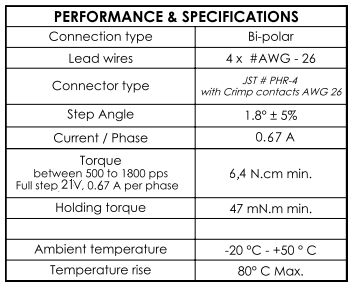 PERFORMANCE & SPECIFICATIONS
Connection type Bi-polar
Lead wires 4 x #AWG - 26
Connector type JST # PHR-4
with Crimp contacts AWG 26
Step Angle 1.8° ± 5%
Current / Phase 0.67 A
Torque
between 500 to 1800 pps
Full step 21V, 0.67 A per phase
6,4 N.cm min.
Holding torque 47 mN.m min.
Ambient temperature -20 °C - +50 ° C
Temperature rise 80° C Max.